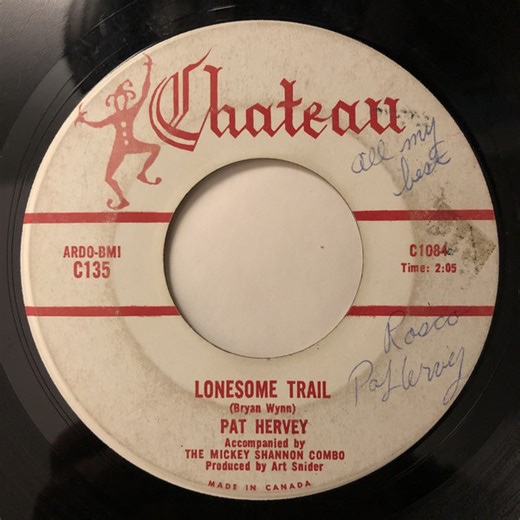 Chateau
all my
best
ARDO-BMI
C135
C1084
Time: 2:05
Rosco
Pat Hervey
LONESOME TRAIL
(Bryan Wynn)
PAT HERVEY
Accompanied by
THE MICKEY SHANNON COMBO
Produced by Art Snider
MADE IN CANADA